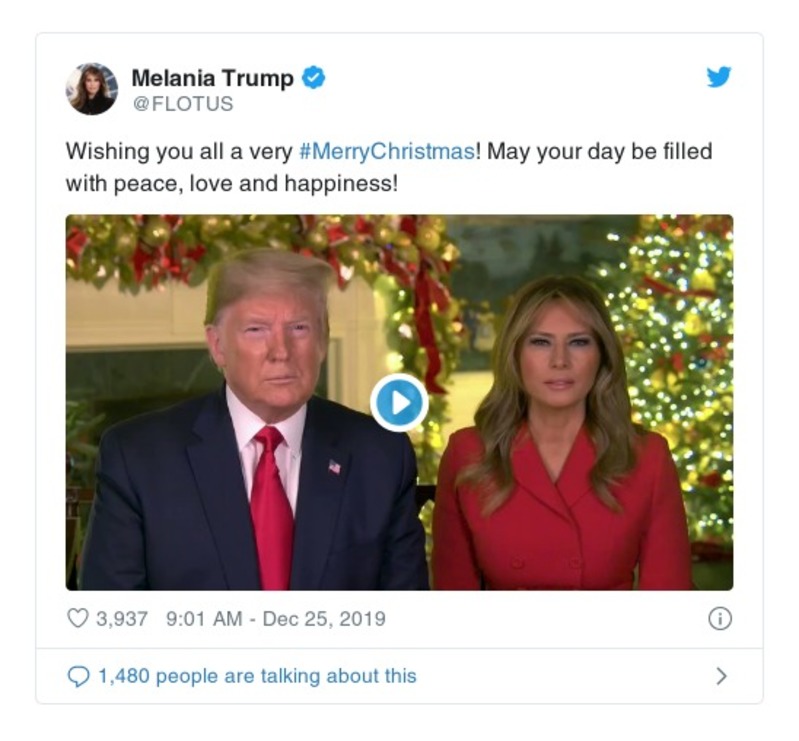 Melania Trump
@FLOTUS
Wishing you all a very #MerryChristmas! May your day be filled
with peace, love and happiness!
3,937 9:01 AM - Dec 25, 2019
1,480 people are talking about this